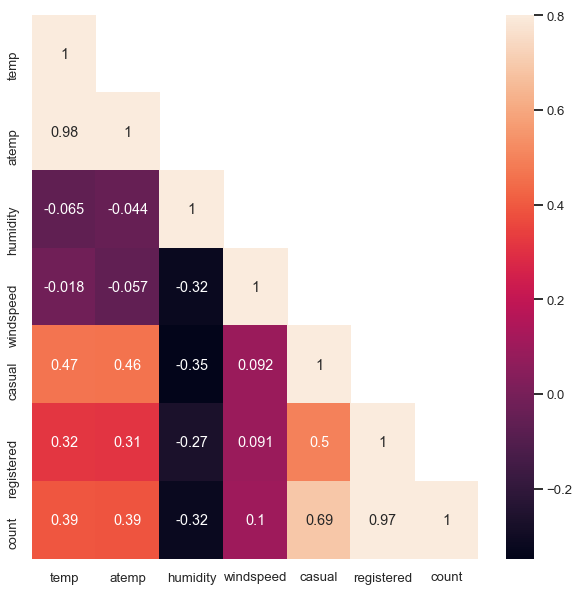 temp 1
atemp 0.98 1
humidity -0.065 -0.044 1
windspeed -0.018 -0.057 -0.32 1
casual 0.47 0.46 -0.35 0.092 1
registered 0.32 0.31 -0.27 0.091 0.5 1
count 0.39 0.39 -0.32 0.1 0.69 0.97 1
temp atemp humidity windspeed casual registered count
0.8
0.6
0.4
0.2
0.0
−0.2